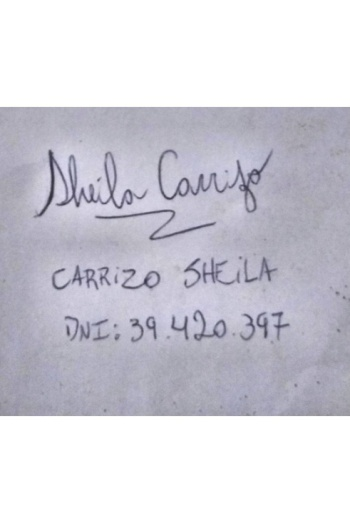 Sheila Carrizo
CARRIZO SHEILA
DNI: 39.420.397